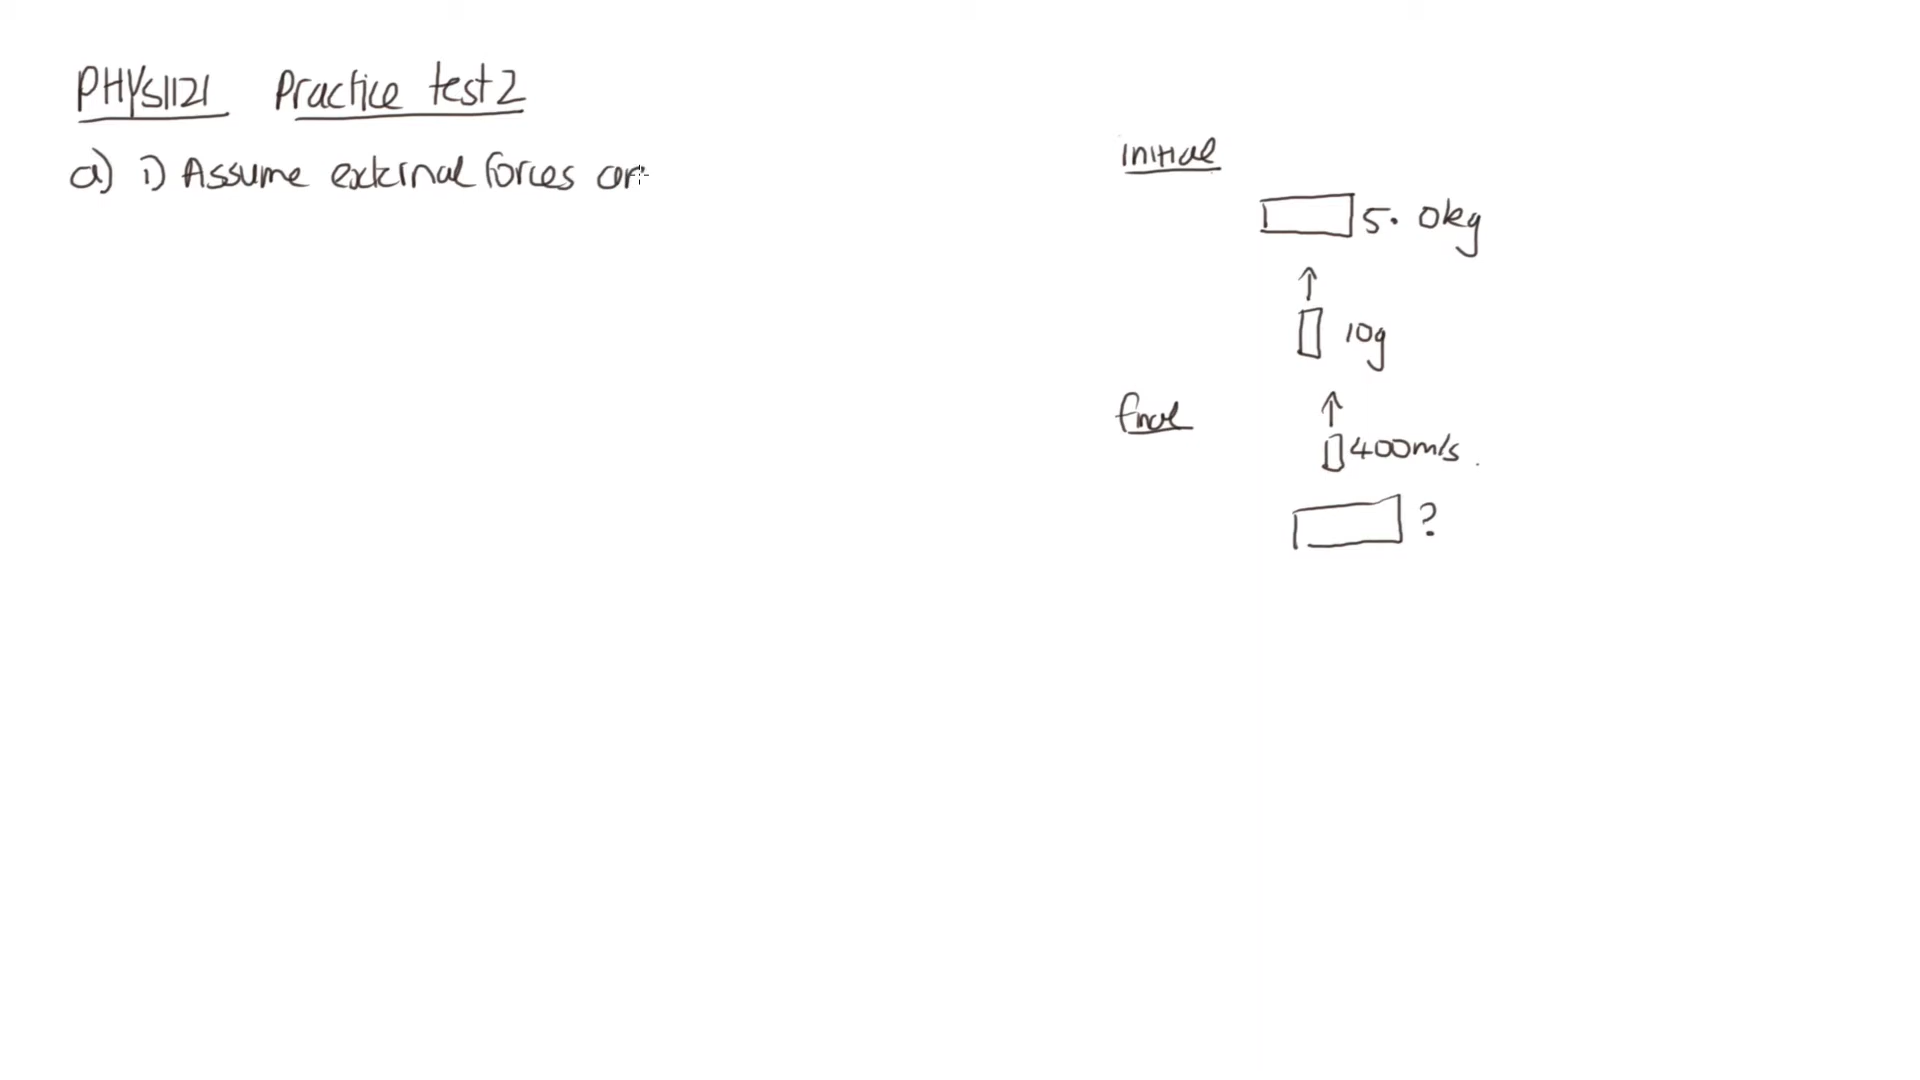 PHYS1121 Practice test 2
a) i) Assume external forces are
initial
5.0kg
10g
final
400m/s.
?